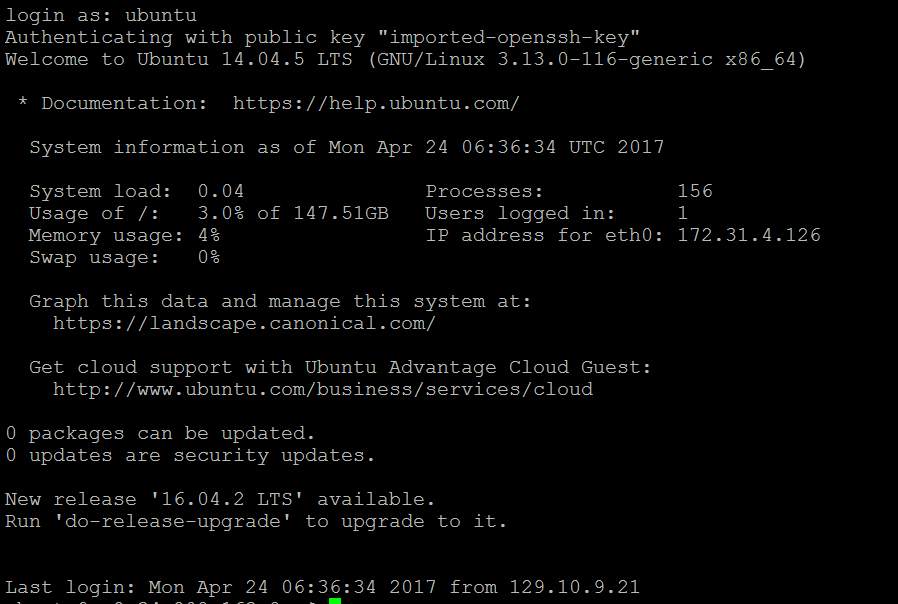 login as: ubuntu
Authenticating with public key "imported-openssh-key"
Welcome to Ubuntu 14.04.5 LTS (GNU/Linux 3.13.0-116-generic x86_64)
* Documentation:  https://help.ubuntu.com/
System information as of Mon Apr 24 06:36:34 UTC 2017
System load:  0.04               Processes:           156
Usage of /:   3.0% of 147.51GB   Users logged in:     1
Memory usage: 4%                 IP address for eth0: 172.31.4.126
Swap usage:   0%
Graph this data and manage this system at:
https://landscape.canonical.com/
Get cloud support with Ubuntu Advantage Cloud Guest:
http://www.ubuntu.com/business/services/cloud
0 packages can be updated.
0 updates are security updates.
New release '16.04.2 LTS' available.
Run 'do-release-upgrade' to upgrade to it.
Last login: Mon Apr 24 06:36:34 2017 from 129.10.9.21